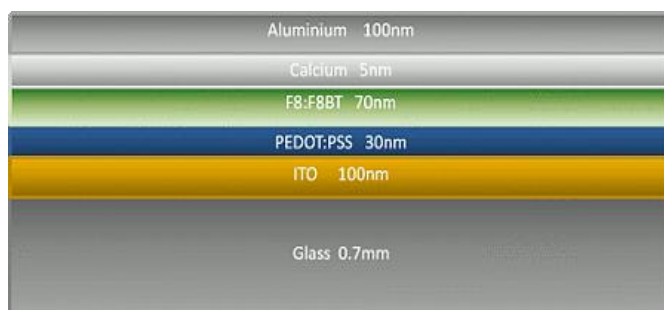 Aluminium 100nm
Calcium 5nm
F8:F8BT 70nm
PEDOT:PSS 30nm
ITO 100nm
Glass 0.7mm